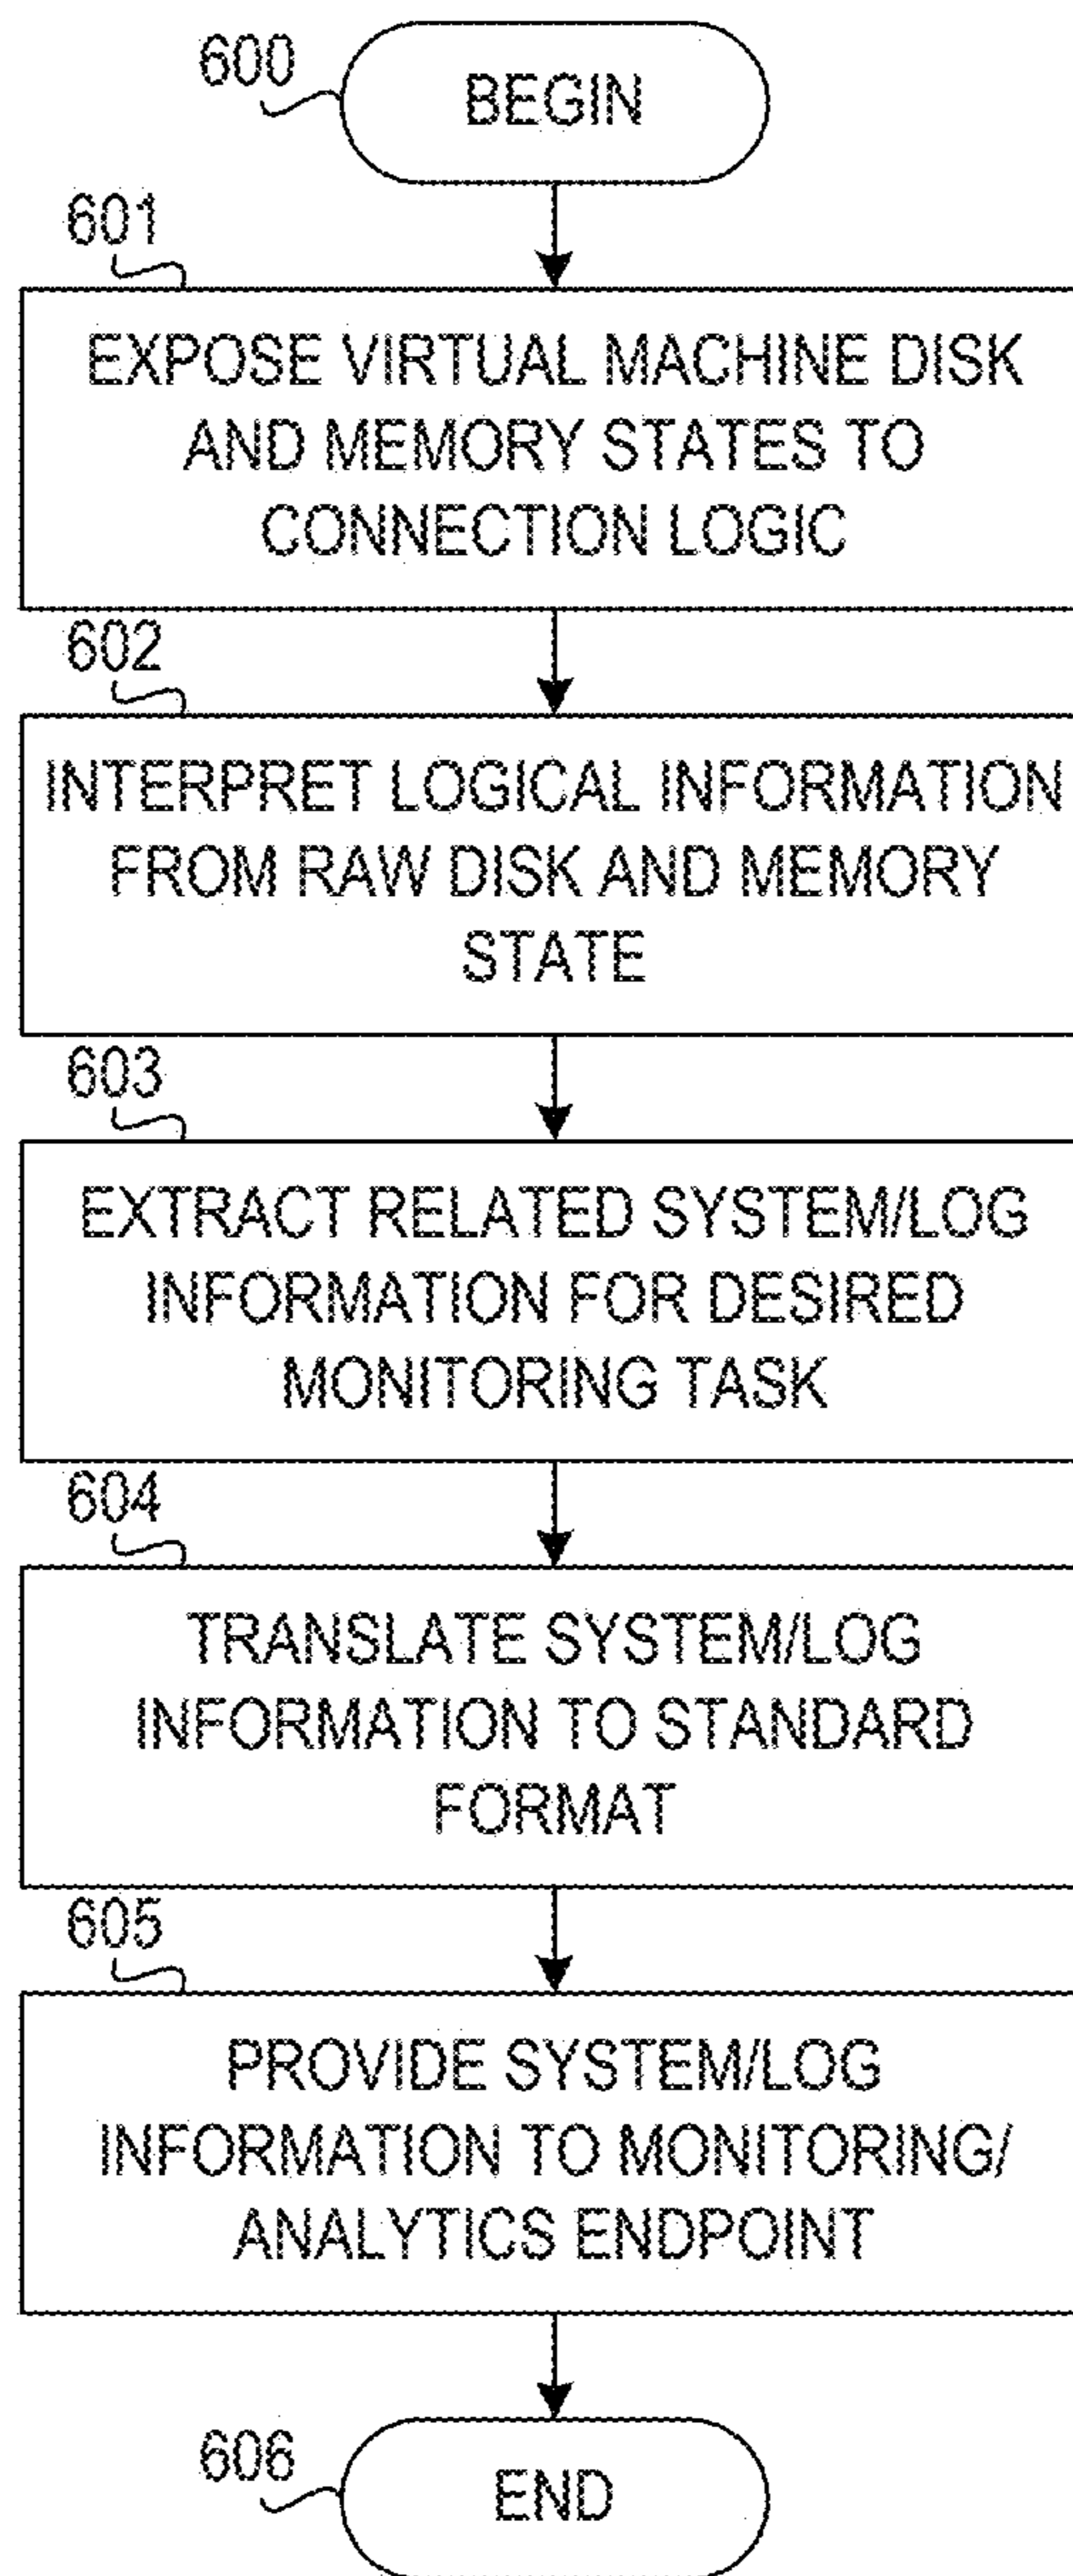 600
BEGIN
601
EXPOSE VIRTUAL MACHINE DISK
AND MEMORY STATES TO
CONNECTION LOGIC
602
INTERPRET LOGICAL INFORMATION
FROM RAW DISK AND MEMORY
STATE
603
EXTRACT RELATED SYSTEM/LOG
INFORMATION FOR DESIRED
MONITORING TASK
604
TRANSLATE SYSTEM/LOG
INFORMATION TO STANDARD
FORMAT
605
PROVIDE SYSTEM/LOG
INFORMATION TO MONITORING/
ANALYTICS ENDPOINT
606
END